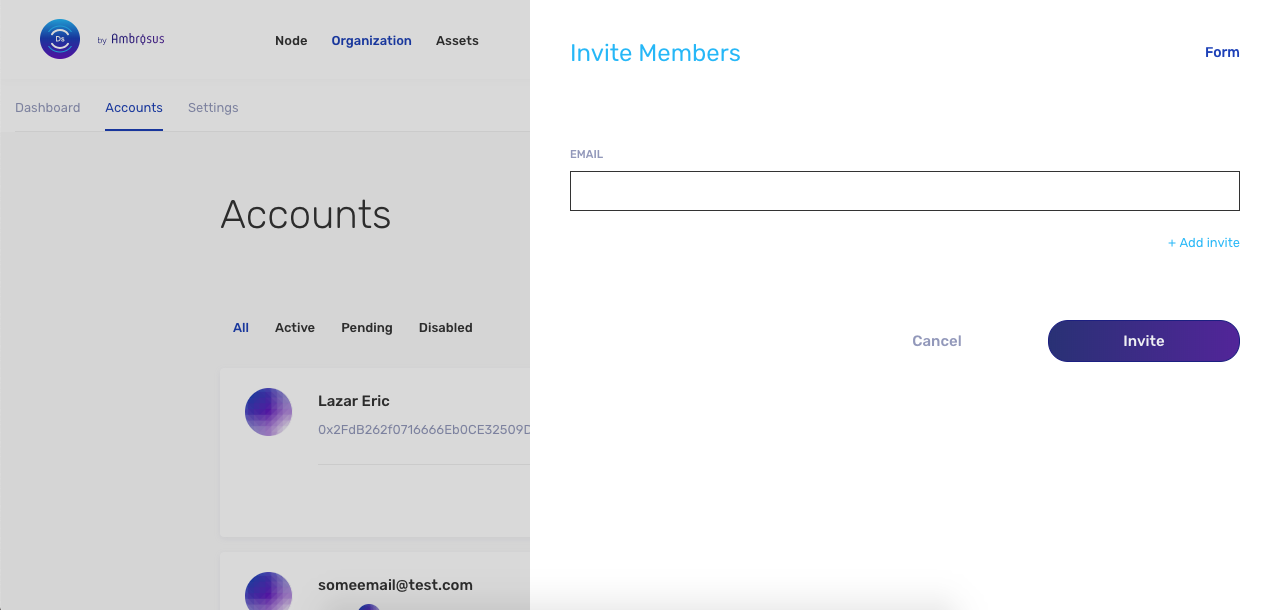 Ds by Ambrosus
Node Organization Assets
Dashboard Accounts Settings
Accounts
All Active Pending Disabled
Lazar Eric
0x2FdB262f0716666Eb0CE32509D
someemail@test.com
Invite Members
Form
EMAIL
+ Add invite
Cancel Invite